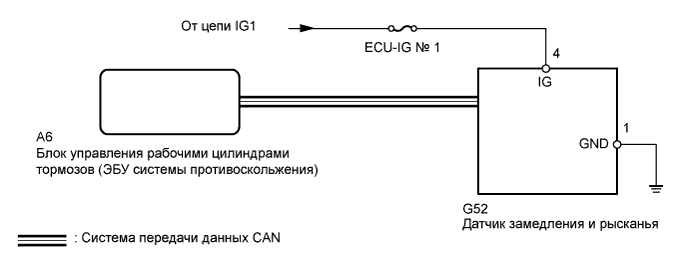 От цепи IG1
ECU-IG № 1
4
IG
1
GND
A6
Блок управления рабочими цилиндрами
тормозов (ЭБУ системы противоскольжения)
G52
Датчик замедления и рысканья
: Система передачи данных CAN